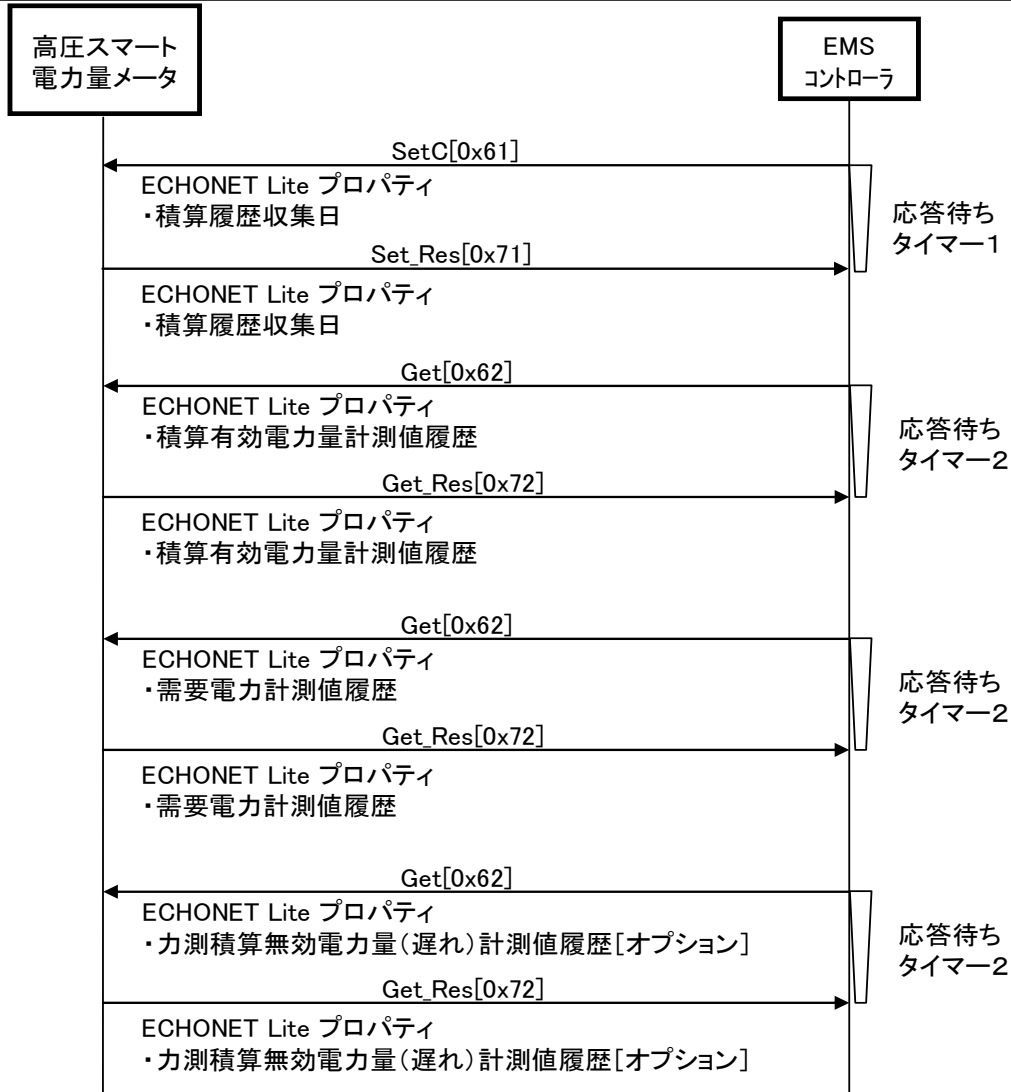 高圧スマート
電力量メータ
EMS
コントローラ
SetC[0x61]
ECHONET Lite プロパティ
・積算履歴収集日
応答待ち
タイマー1
Set_Res[0x71]
ECHONET Lite プロパティ
・積算履歴収集日
Get[0x62]
ECHONET Lite プロパティ
・積算有効電力量計測値履歴
応答待ち
タイマー2
Get_Res[0x72]
ECHONET Lite プロパティ
・積算有効電力量計測値履歴
Get[0x62]
ECHONET Lite プロパティ
・需要電力計測値履歴
応答待ち
タイマー2
Get_Res[0x72]
ECHONET Lite プロパティ
・需要電力計測値履歴
Get[0x62]
ECHONET Lite プロパティ
・力測積算無効電力量(遅れ)計測値履歴[オプション]
応答待ち
タイマー2
Get_Res[0x72]
ECHONET Lite プロパティ
・力測積算無効電力量(遅れ)計測値履歴[オプション]